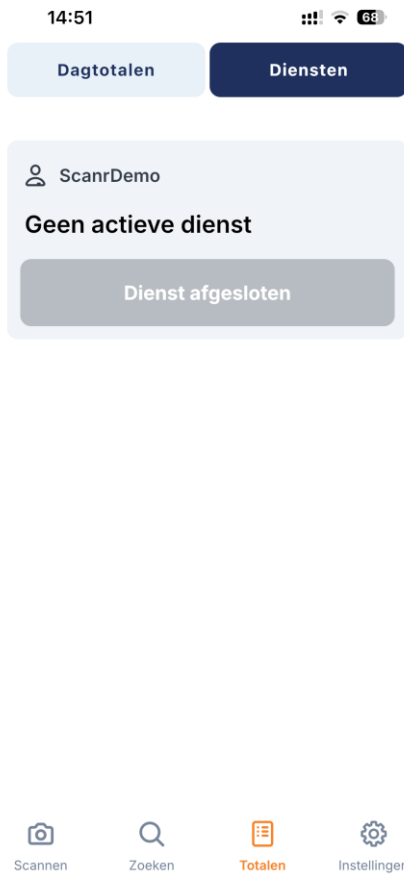 14:51
68
Dagtotalen
Diensten
ScanrDemo
Geen actieve dienst
Dienst afgesloten
Scannen
Zoeken
Totalen
Instellingen